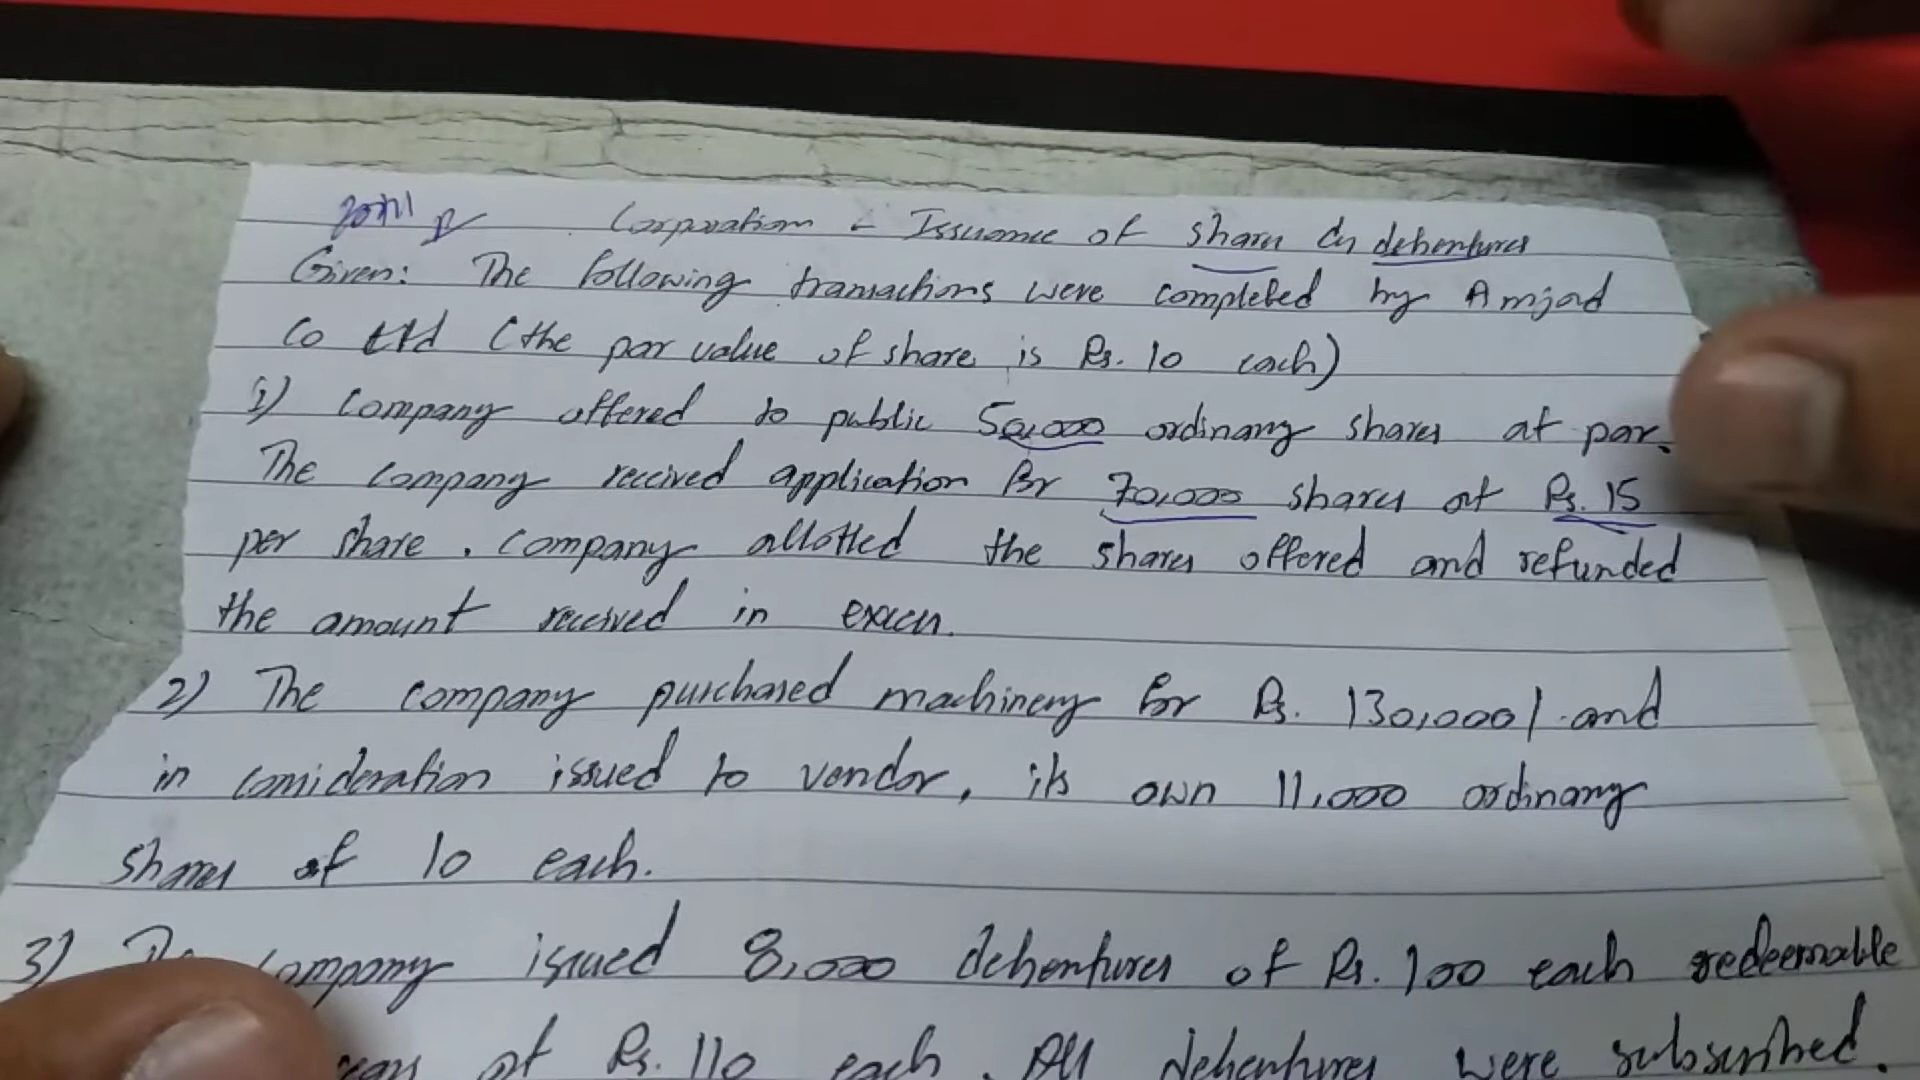 Corporation - Issuance of share & debentures
Given: The following transactions were completed by Amjad
Co Ltd (the par value of share is Rs. 10 each)
1) Company offered to public 50,000 ordinary shares at par.
The company received application for 70,000 shares at Rs. 15
per share. Company allotted the shares offered and refunded
the amount received in excess.
2) The company purchased machinery for Rs. 130,000/ and
in consideration issued to vendor, its own 11,000 ordinary
shares of 10 each.
3) company issued 8,000 debentures of Rs. 100 each redeemable
at Rs. 110 each. All debentures were subscribed.